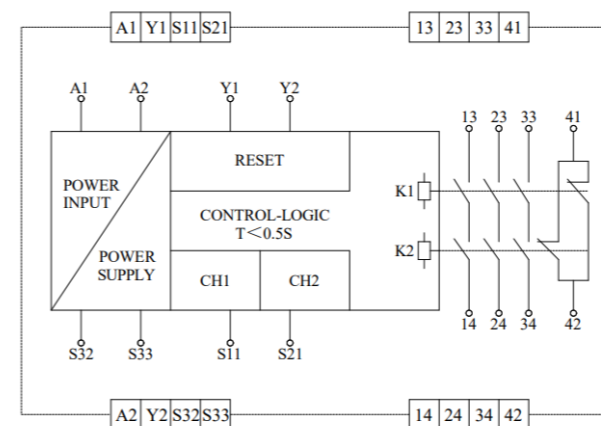 A1 Y1 S11 S21 13 23 33 41
A1 A2 Y1 Y2
13 23 33 41
RESET
POWER
INPUT
K1
CONTROL-LOGIC
T<0.5S
POWER
SUPPLY
K2
CH1 CH2
14 24 34 42
S32 S33 S11 S21
A2 Y2 S32 S33 14 24 34 42